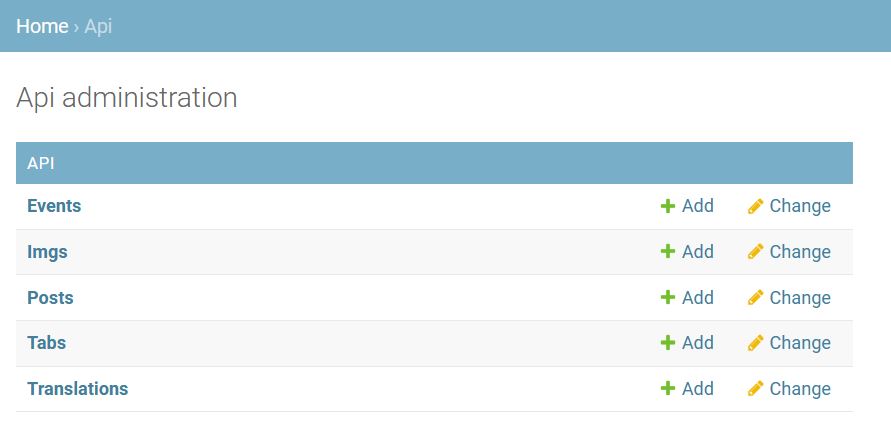 Home › Api
Api administration
API
Events Add Change
Imgs Add Change
Posts Add Change
Tabs Add Change
Translations Add Change